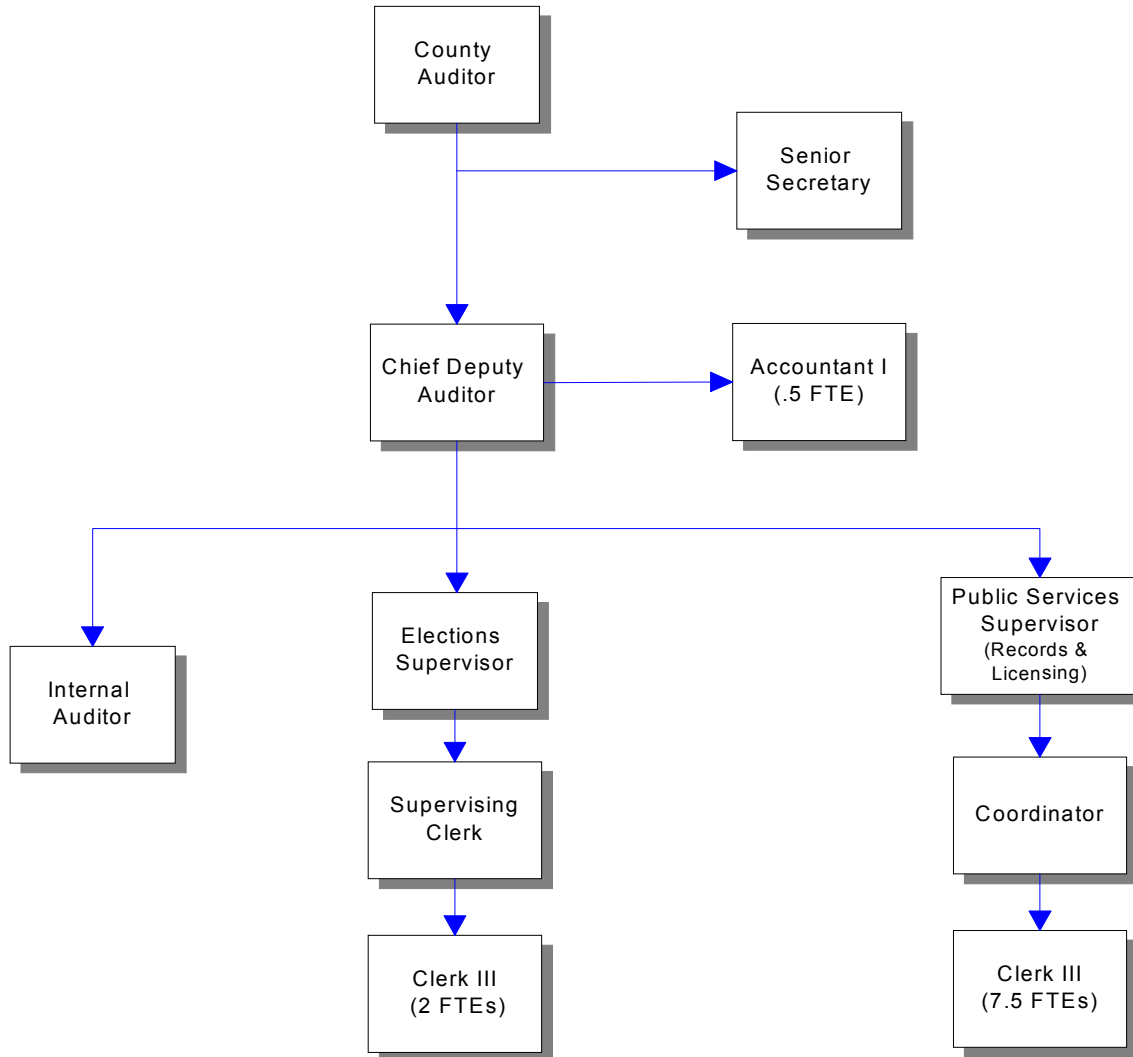 County
Auditor
Senior
Secretary
Chief Deputy
Auditor
Accountant I
(.5 FTE)
Internal
Auditor
Elections
Supervisor
Public Services
Supervisor
(Records &
Licensing)
Supervising
Clerk
Coordinator
Clerk III
(2 FTEs)
Clerk III
(7.5 FTEs)